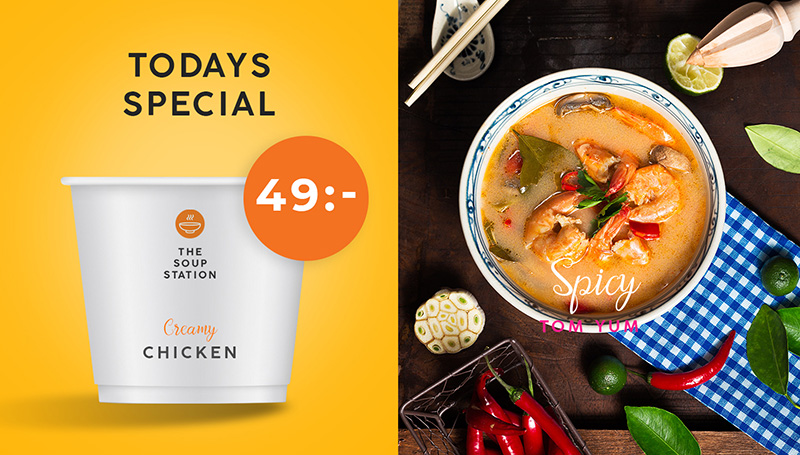 TODAYS
SPECIAL
49:-
THE
SOUP
STATION
Creamy
CHICKEN
Spicy
TOM YUM